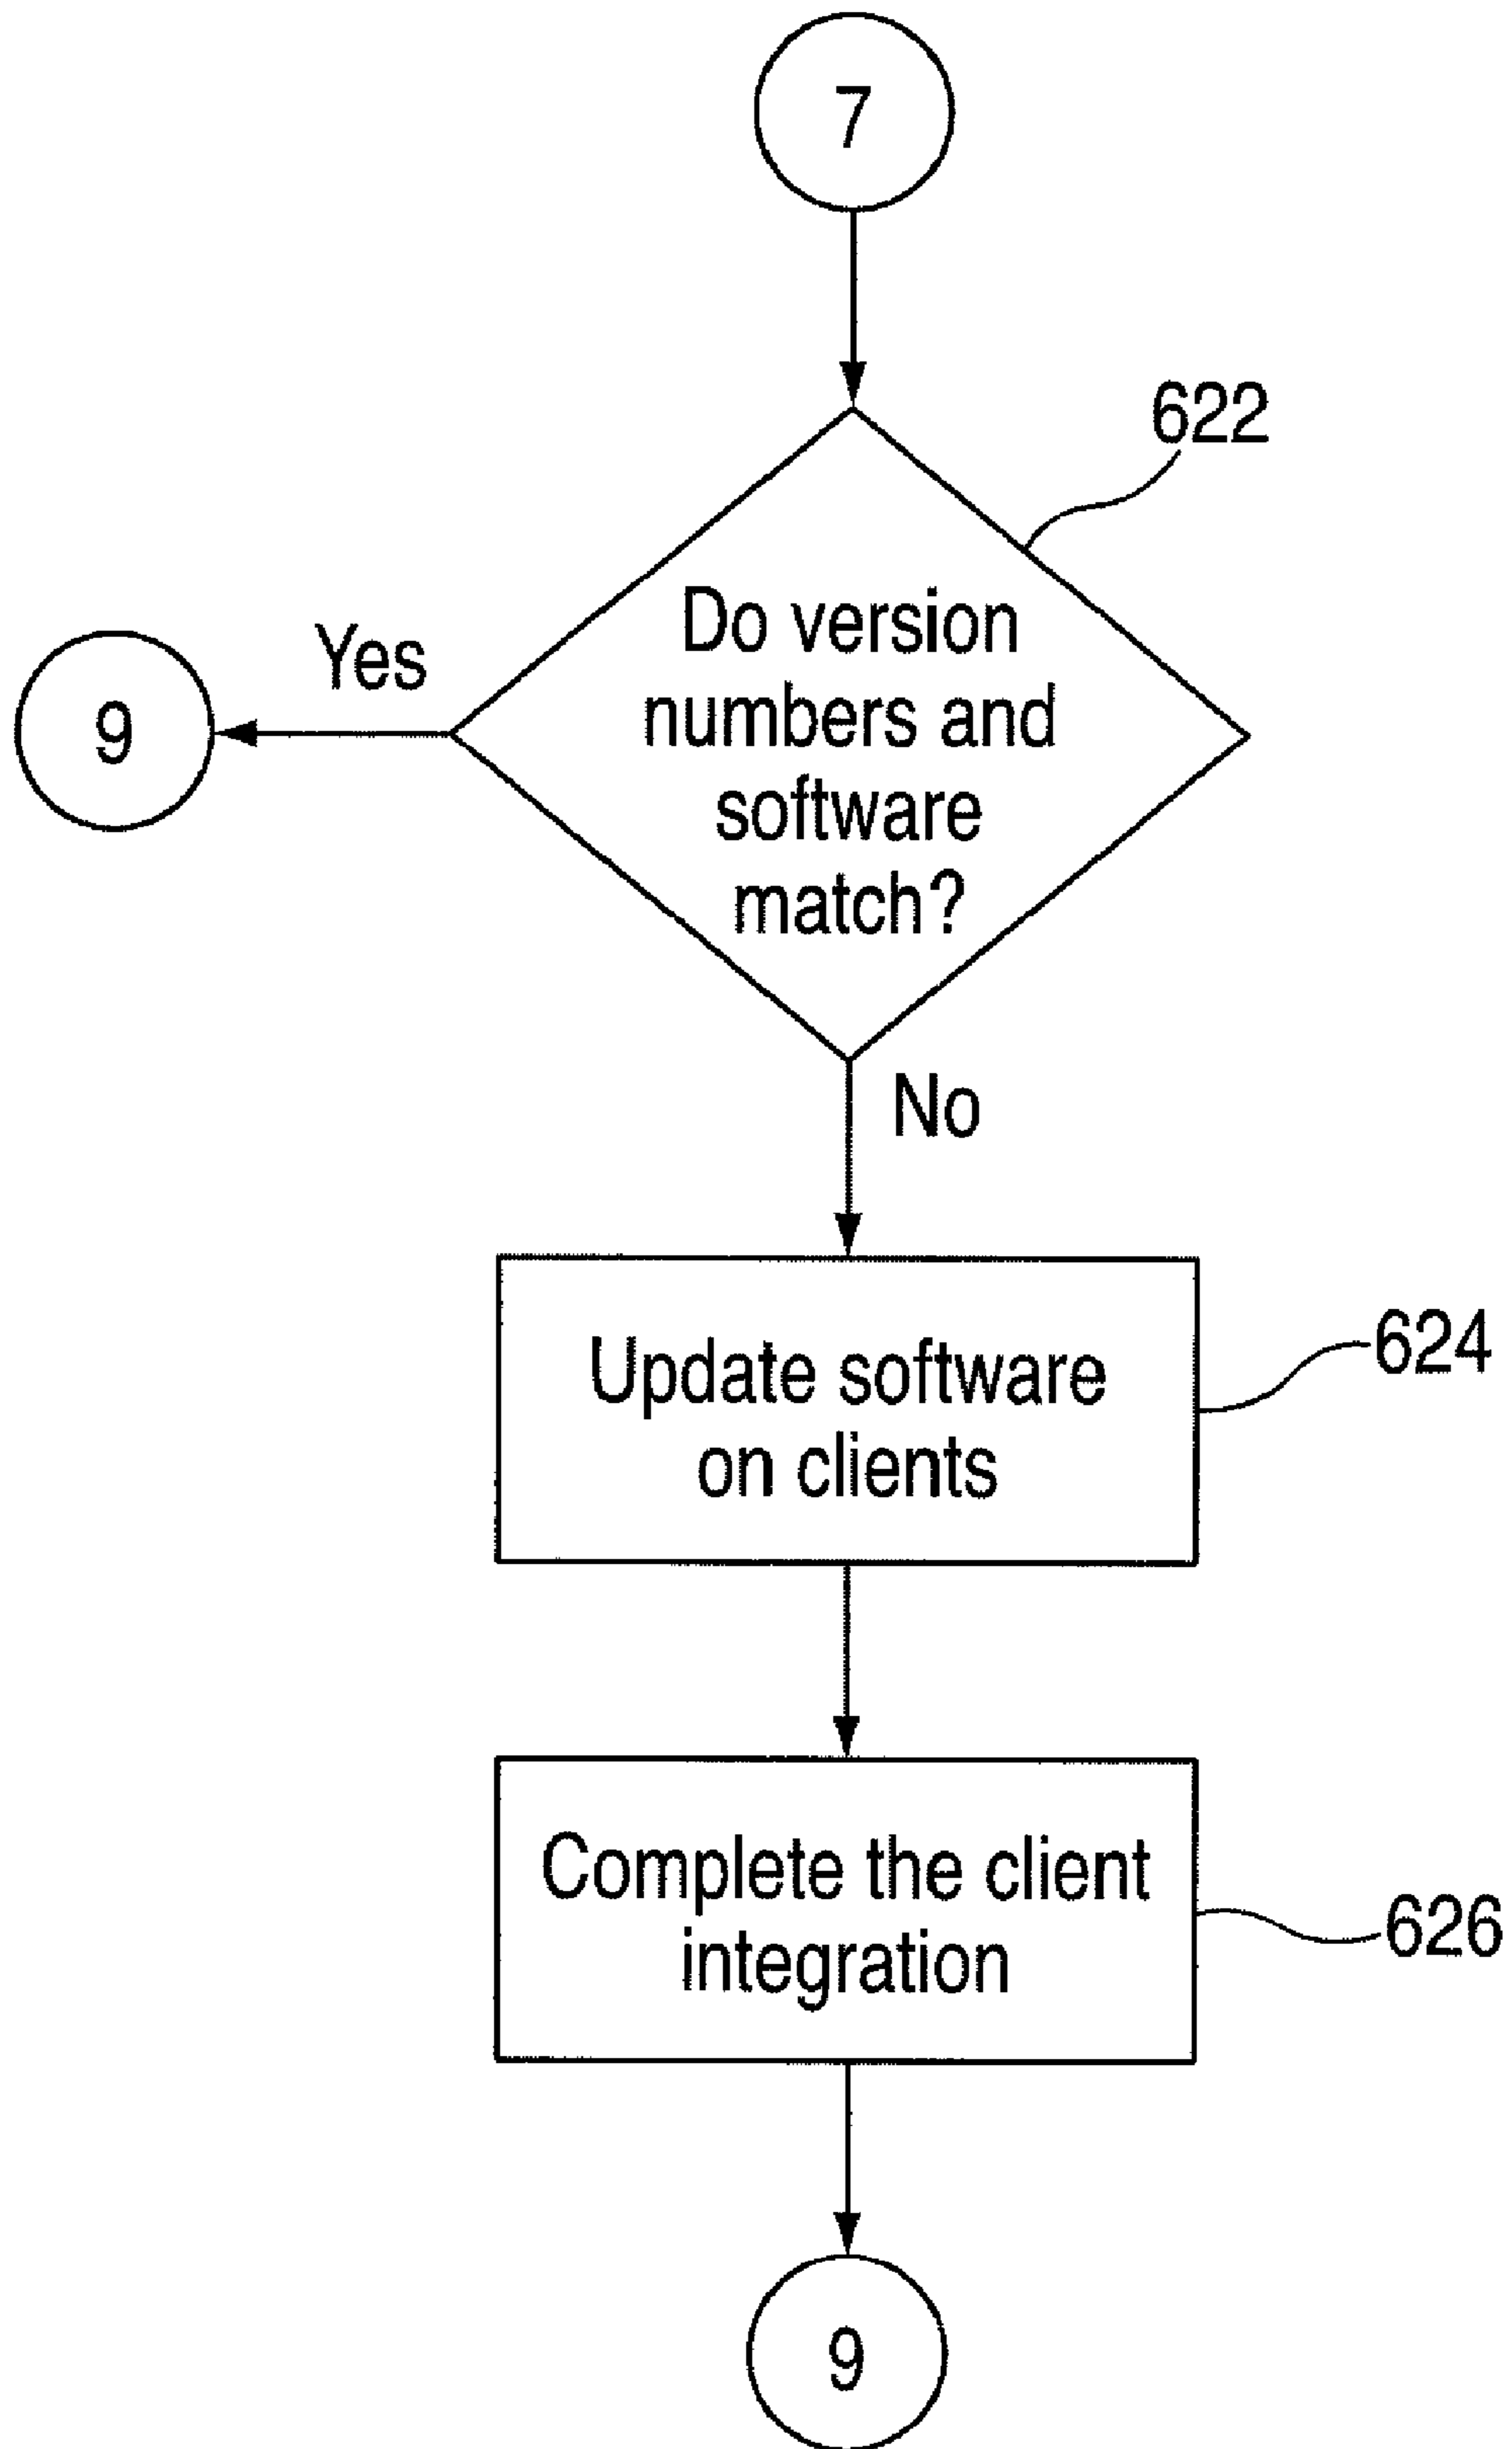 7
622
Do version
numbers and
software
match?
Yes
9
No
Update software
on clients
624
Complete the client
integration
626
9